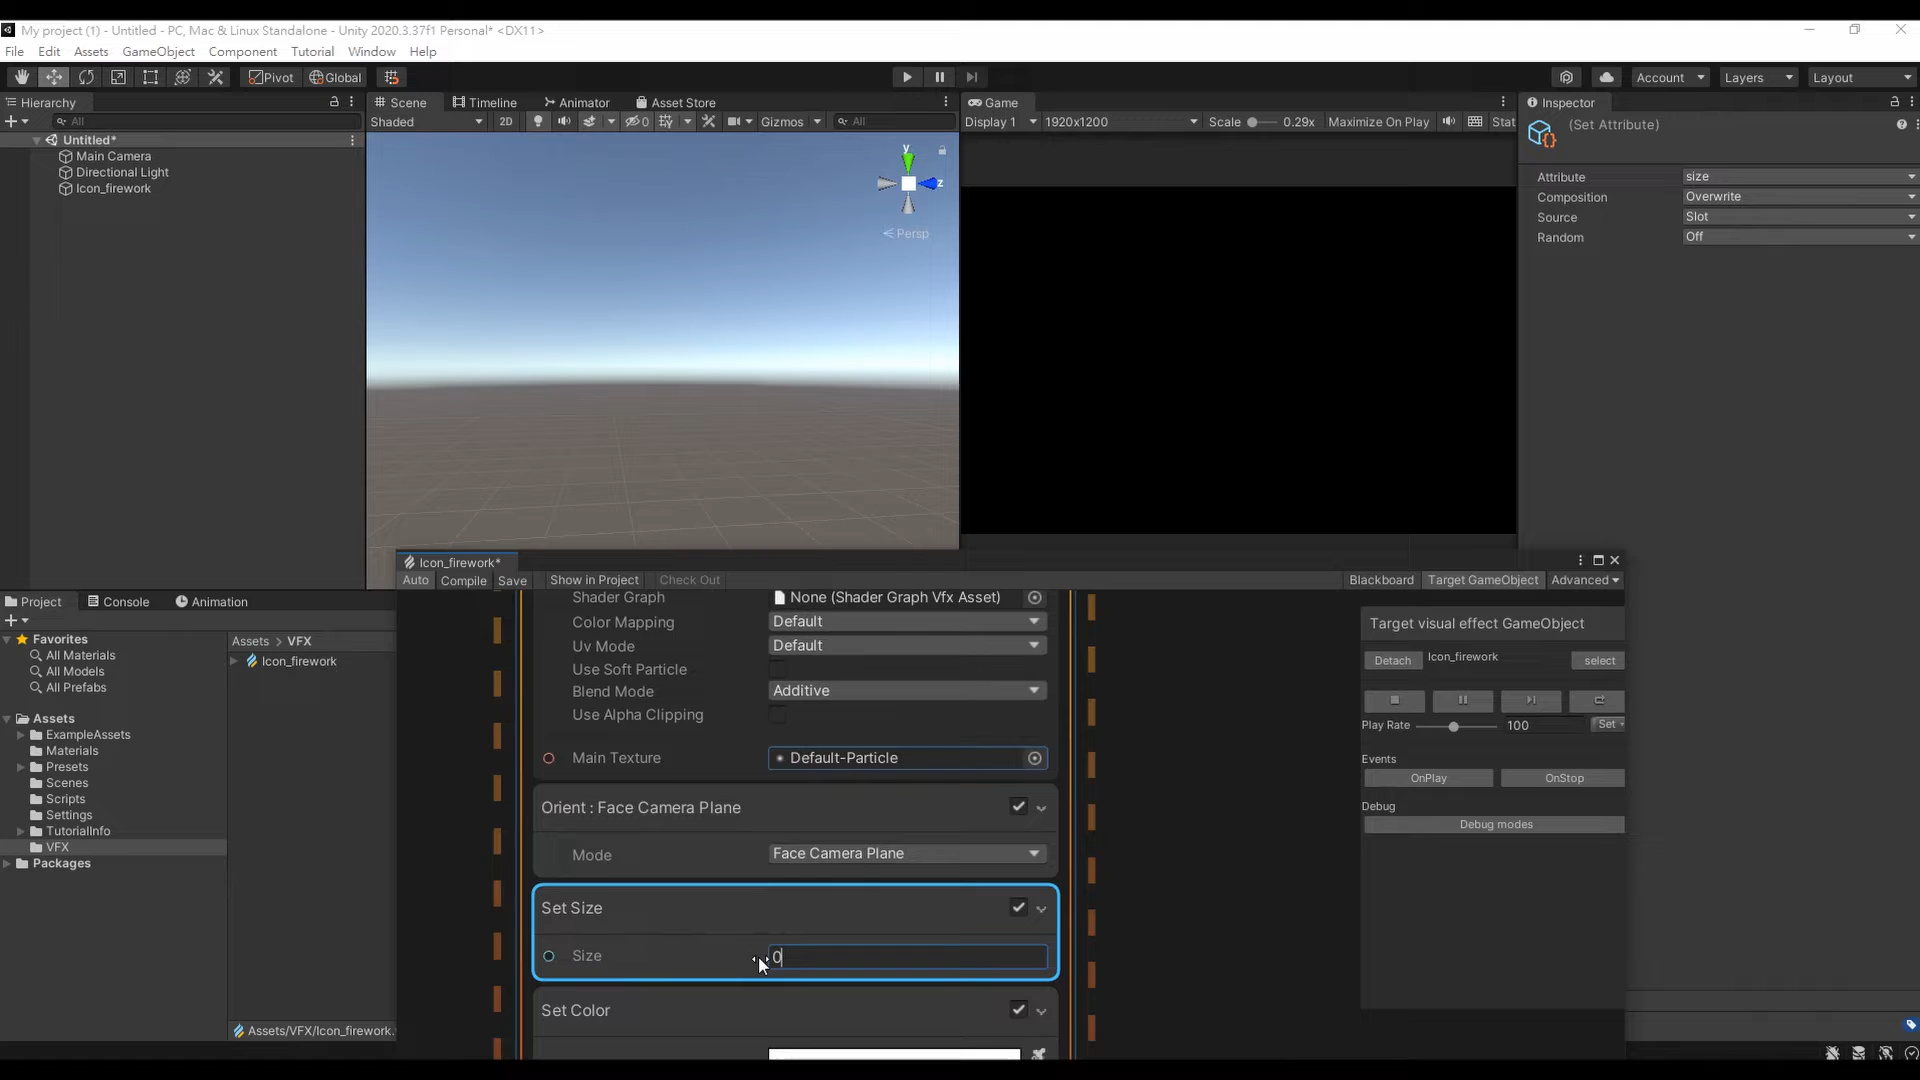 My project (1) - Untitled - PC, Mac & Linux Standalone - Unity 2020.3.37f1 Personal* <DX11>
File Edit Assets GameObject Component Tutorial Window Help
Pivot Global Account Layers Layout
Hierarchy
All
Untitled*
Main Camera
Directional Light
Icon_firework
Scene Timeline Animator Asset Store
Shaded 2D 0 Gizmos All
y
z
Persp
Game
Display 1 1920x1200 Scale 0.29x Maximize On Play Stat
Inspector
(Set Attribute)
Attribute size
Composition Overwrite
Source Slot
Random Off
Project Console Animation
Favorites
All Materials
All Models
All Prefabs
Assets
ExampleAssets
Materials
Presets
Scenes
Scripts
Settings
TutorialInfo
VFX
Packages
Assets > VFX
Icon_firework
Assets/VFX/Icon_firework.
Icon_firework*
Auto Compile Save Show in Project Check Out Blackboard Target GameObject Advanced
Shader Graph None (Shader Graph Vfx Asset)
Color Mapping Default
Uv Mode Default
Use Soft Particle
Blend Mode Additive
Use Alpha Clipping
Main Texture Default-Particle
Orient : Face Camera Plane
Mode Face Camera Plane
Set Size
Size 0
Set Color
Target visual effect GameObject
Detach Icon_firework select
Play Rate 100 Set
Events
OnPlay OnStop
Debug
Debug modes